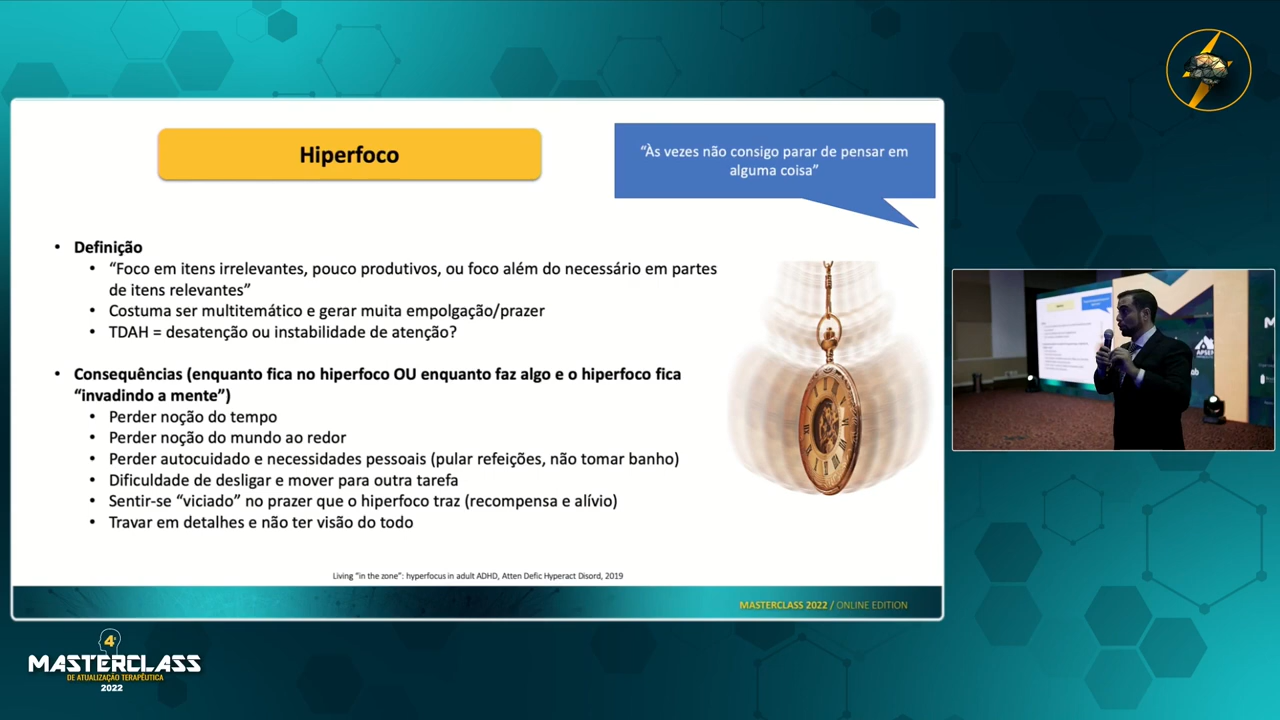 Hiperfoco
“Às vezes não consigo parar de pensar em
alguma coisa”
• Definição
• “Foco em itens irrelevantes, pouco produtivos, ou foco além do necessário em partes
de itens relevantes”
• Costuma ser multitemático e gerar muita empolgação/prazer
• TDAH = desatenção ou instabilidade de atenção?
• Consequências (enquanto fica no hiperfoco OU enquanto faz algo e o hiperfoco fica
“invadindo a mente”)
• Perder noção do tempo
• Perder noção do mundo ao redor
• Perder autocuidado e necessidades pessoais (pular refeições, não tomar banho)
• Dificuldade de desligar e mover para outra tarefa
• Sentir-se “viciado” no prazer que o hiperfoco traz (recompensa e alívio)
• Travar em detalhes e não ter visão do todo
Living “in the zone”: hyperfocus in adult ADHD, Atten Defic Hyperact Disord, 2019
MASTERCLASS 2022 / ONLINE EDITION
4ª
MASTERCLASS
DE ATUALIZAÇÃO TERAPÊUTICA
2022